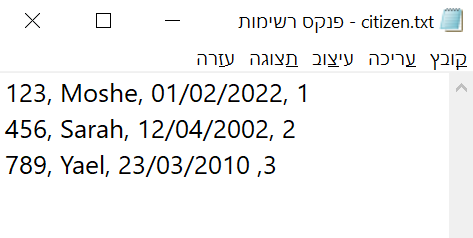 citizen.txt - פנקס רשימות
קובץ עריכה עיצוב תצוגה עזרה
123, Moshe, 01/02/2022, 1
456, Sarah, 12/04/2002, 2
789, Yael, 23/03/2010 ,3